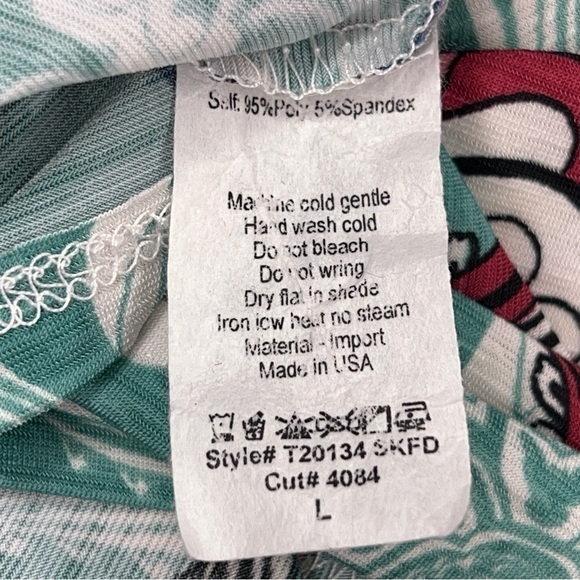 Self: 95%Poly 5%Spandex
Machine cold gentle
Hand wash cold
Do not bleach
Do not wring
Dry flat in shade
Iron low heat no steam
Material - Import
Made in USA
Style# T20134 SKFD
Cut# 4084
L